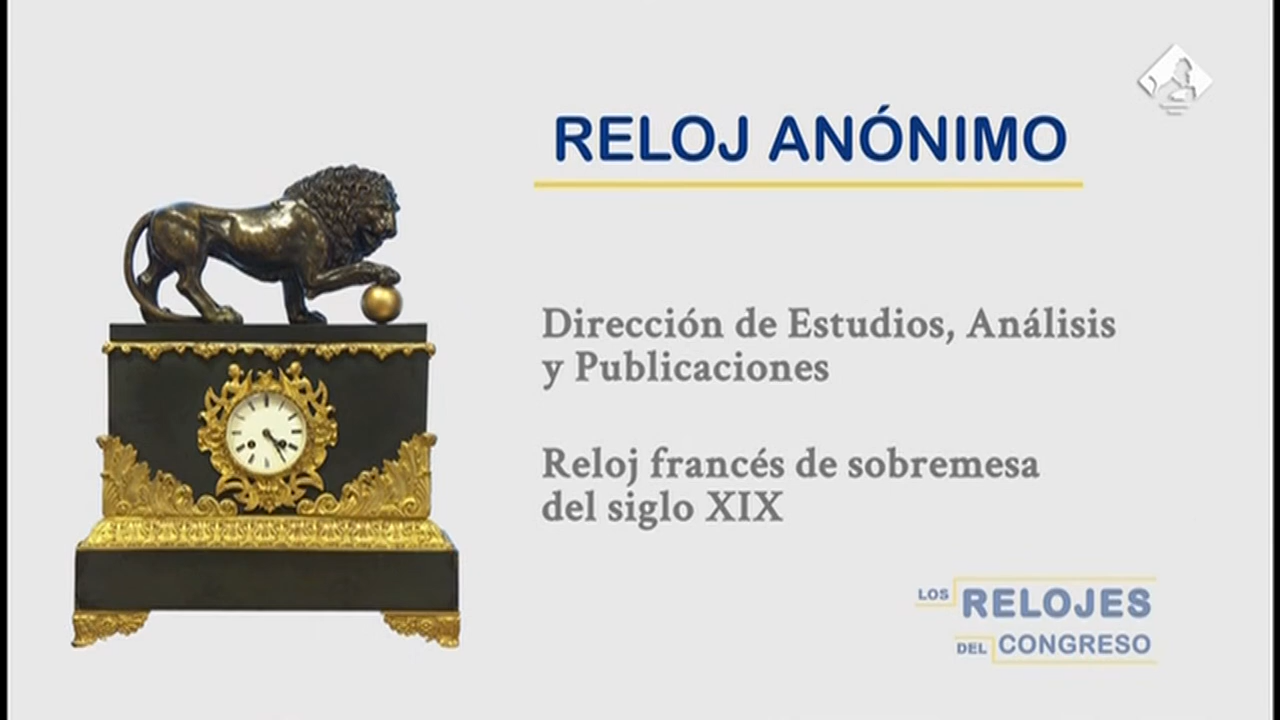 RELOJ ANÓNIMO
Dirección de Estudios, Análisis
y Publicaciones
Reloj francés de sobremesa
del siglo XIX
LOS RELOJES
DEL CONGRESO